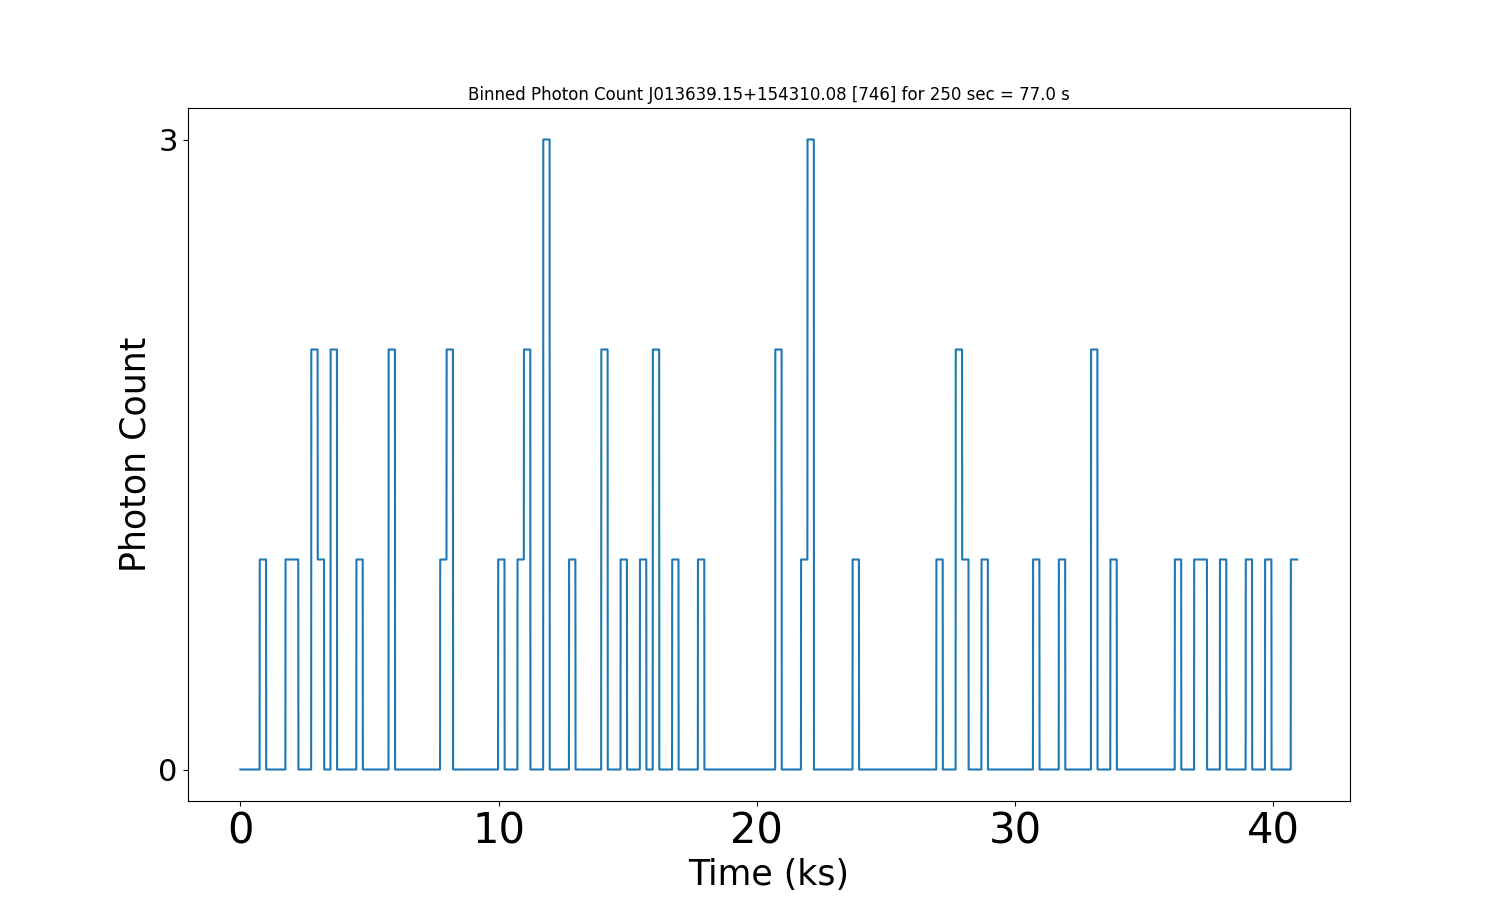 Binned Photon Count J013639.15+154310.08 [746] for 250 sec = 77.0 s
3
Photon Count
0
0 10 20 30 40
Time (ks)